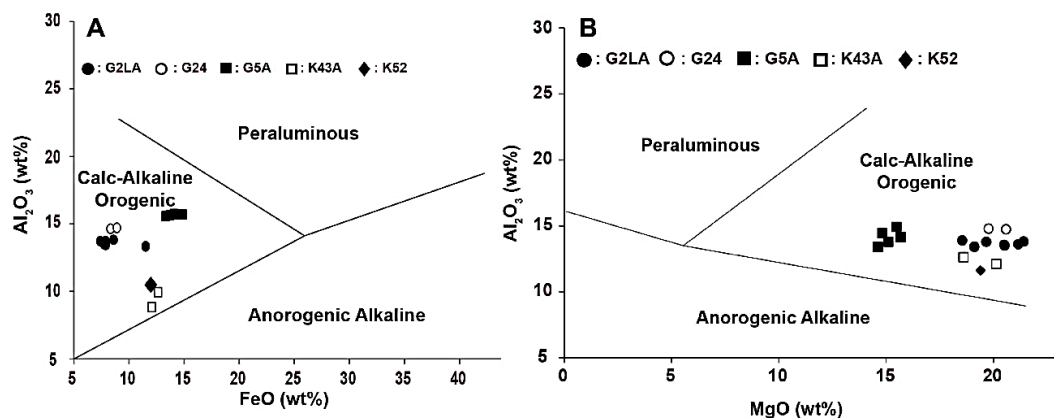 A
● : G2LA ○ : G24 ■ : G5A □ : K43A ◆ : K52
30
25
20
15
10
5
Al₂O₃ (wt%)
Peraluminous
Calc-Alkaline
Orogenic
Anorogenic Alkaline
5 10 15 20 25 30 35 40
FeO (wt%)
B
● : G2LA ○ : G24 ■ : G5A □ : K43A ◆ : K52
30
25
20
15
10
5
Al₂O₃ (wt%)
Peraluminous
Calc-Alkaline
Orogenic
Anorogenic Alkaline
0 5 10 15 20
MgO (wt%)